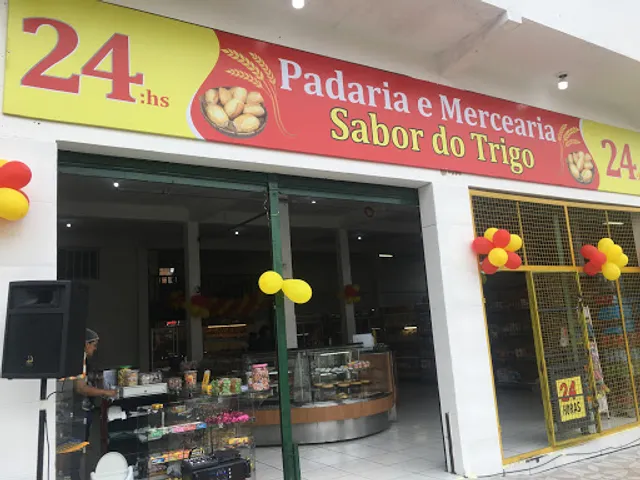 24:hs
Padaria e Mercearia
Sabor do Trigo
24
24
HORAS